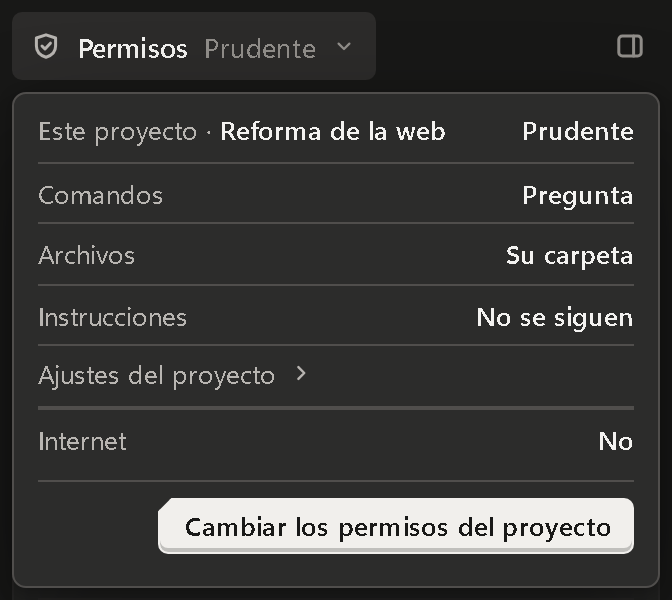 Permisos Prudente
Este proyecto · Reforma de la web Prudente
Comandos Pregunta
Archivos Su carpeta
Instrucciones No se siguen
Ajustes del proyecto
Internet No
Cambiar los permisos del proyecto